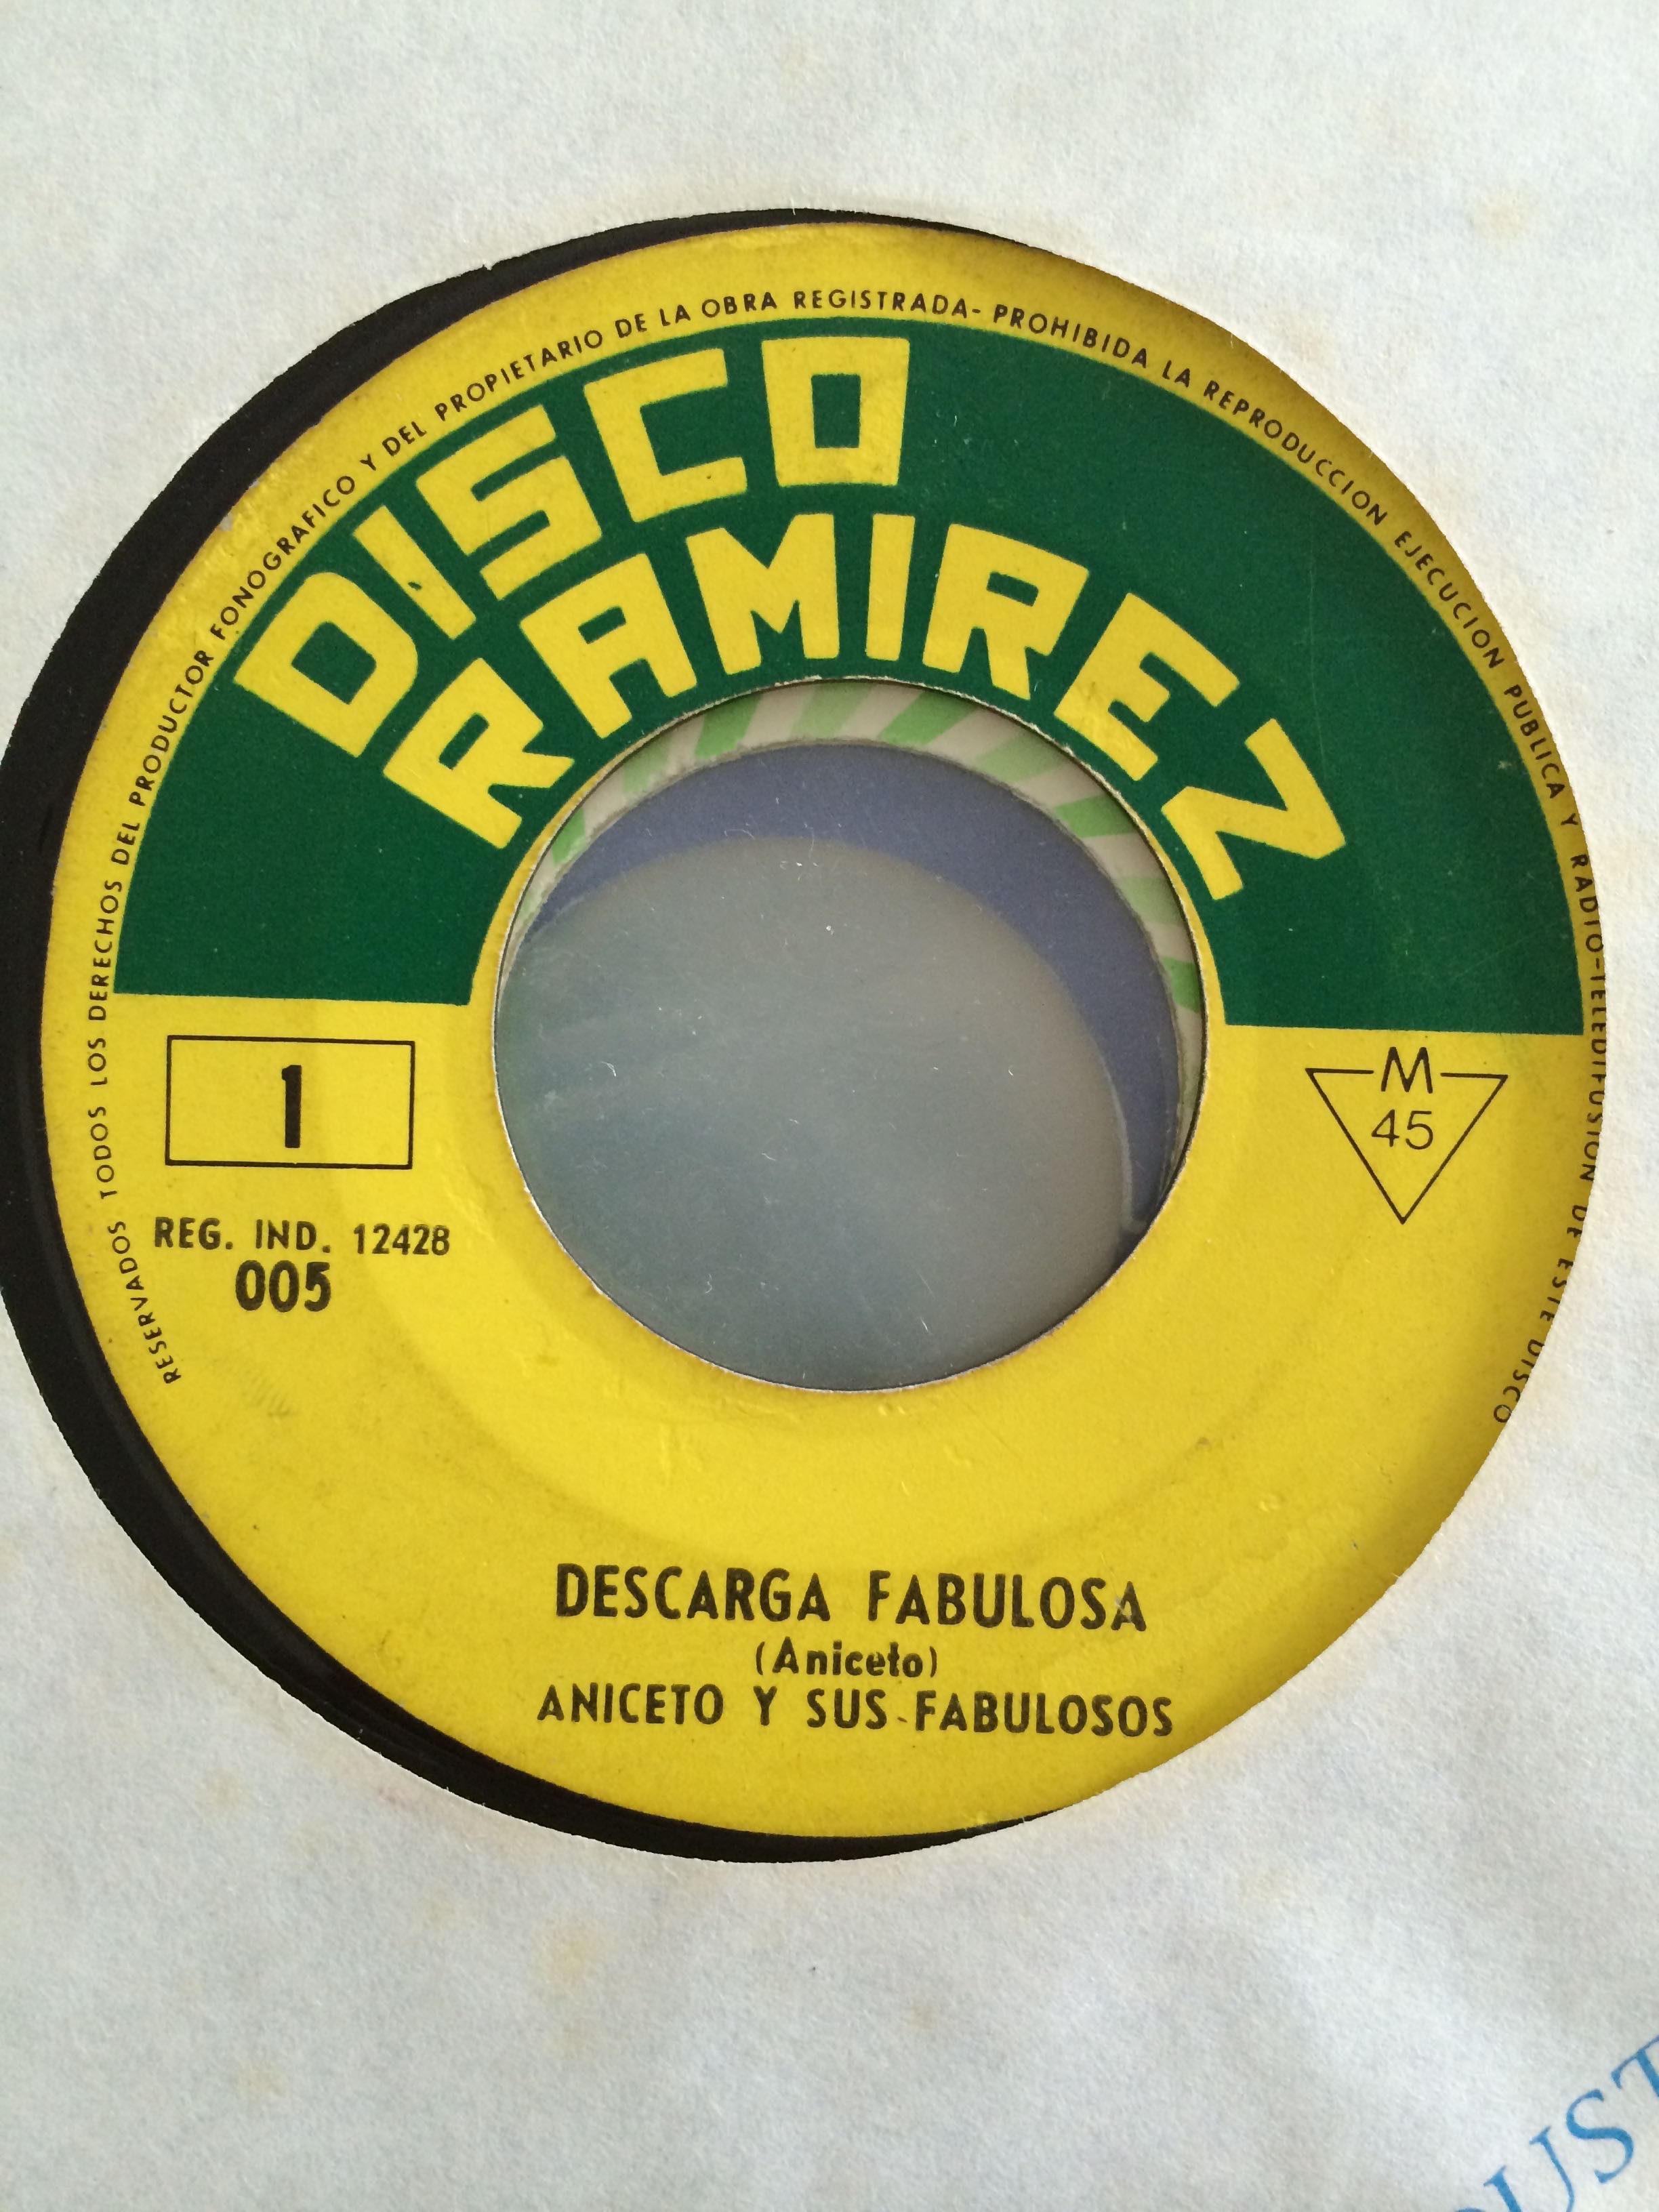 RESERVADOS TODOS LOS DERECHOS DEL PRODUCTOR FONOGRAFICO Y DEL PROPIETARIO DE LA OBRA REGISTRADA- PROHIBIDA LA REPRODUCCION EJECUCION PUBLICA Y RADIO-TELEDIFUSION DE ESTE DISCO
DISCO
RAMIREZ
1
M
45
REG. IND. 12428
005
DESCARGA FABULOSA
(Aniceto)
ANICETO Y SUS FABULOSOS